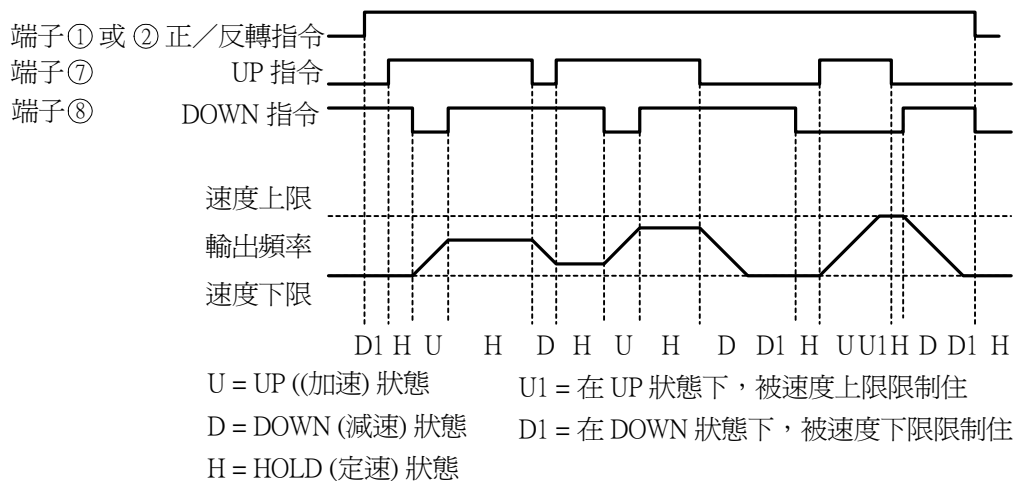 端子①或②正／反轉指令
端子⑦ UP 指令
端子⑧ DOWN 指令
速度上限
輸出頻率
速度下限
D1 H U H D H U H D D1 H U U1 H D D1 H
U = UP ((加速) 狀態 U1 = 在 UP 狀態下，被速度上限限制住
D = DOWN (減速) 狀態 D1 = 在 DOWN 狀態下，被速度下限限制住
H = HOLD (定速) 狀態